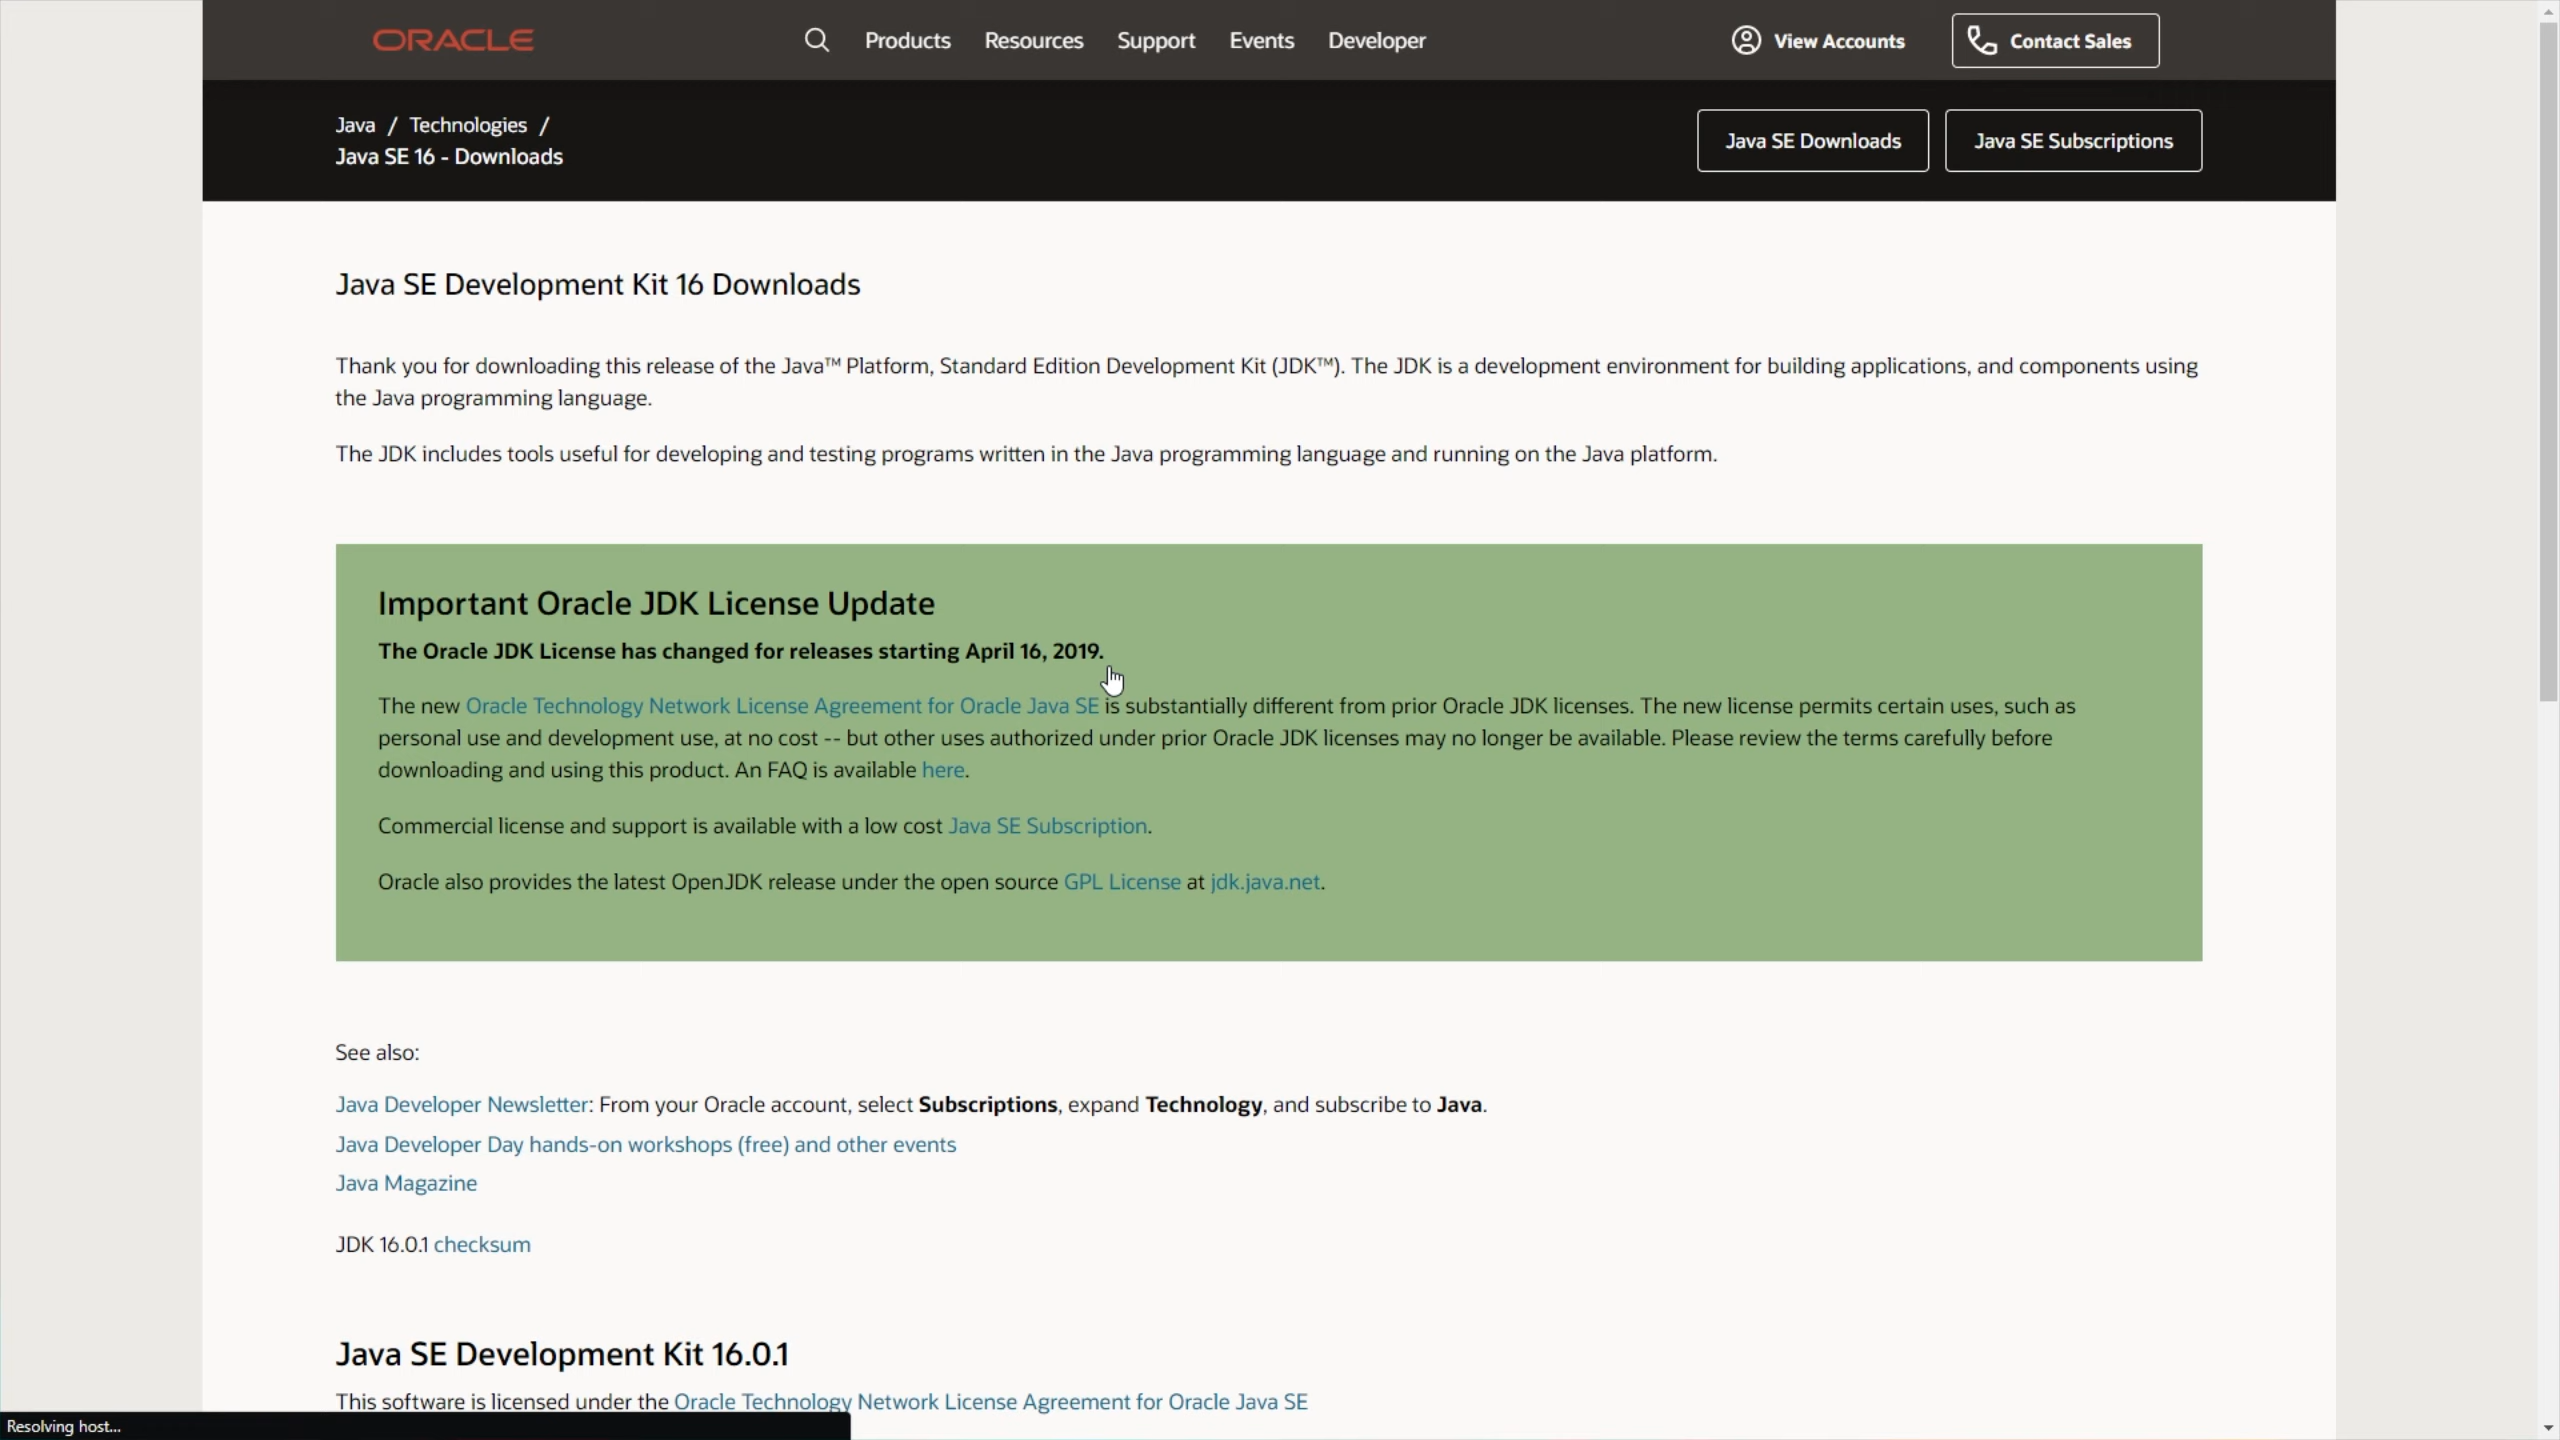 ORACLE
Products Resources Support Events Developer
View Accounts
Contact Sales
Java / Technologies /
Java SE 16 - Downloads
Java SE Downloads
Java SE Subscriptions
Java SE Development Kit 16 Downloads
Thank you for downloading this release of the Java™ Platform, Standard Edition Development Kit (JDK™). The JDK is a development environment for building applications, and components using
the Java programming language.
The JDK includes tools useful for developing and testing programs written in the Java programming language and running on the Java platform.
Important Oracle JDK License Update
The Oracle JDK License has changed for releases starting April 16, 2019.
The new Oracle Technology Network License Agreement for Oracle Java SE is substantially different from prior Oracle JDK licenses. The new license permits certain uses, such as
personal use and development use, at no cost -- but other uses authorized under prior Oracle JDK licenses may no longer be available. Please review the terms carefully before
downloading and using this product. An FAQ is available here.
Commercial license and support is available with a low cost Java SE Subscription.
Oracle also provides the latest OpenJDK release under the open source GPL License at jdk.java.net.
See also:
Java Developer Newsletter: From your Oracle account, select Subscriptions, expand Technology, and subscribe to Java.
Java Developer Day hands-on workshops (free) and other events
Java Magazine
JDK 16.0.1 checksum
Java SE Development Kit 16.0.1
This software is licensed under the Oracle Technology Network License Agreement for Oracle Java SE
Resolving host...